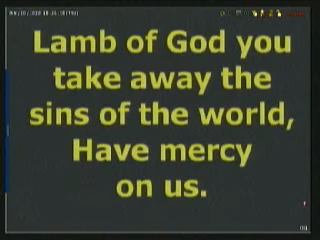 Lamb of God you
take away the
sins of the world,
Have mercy
on us.